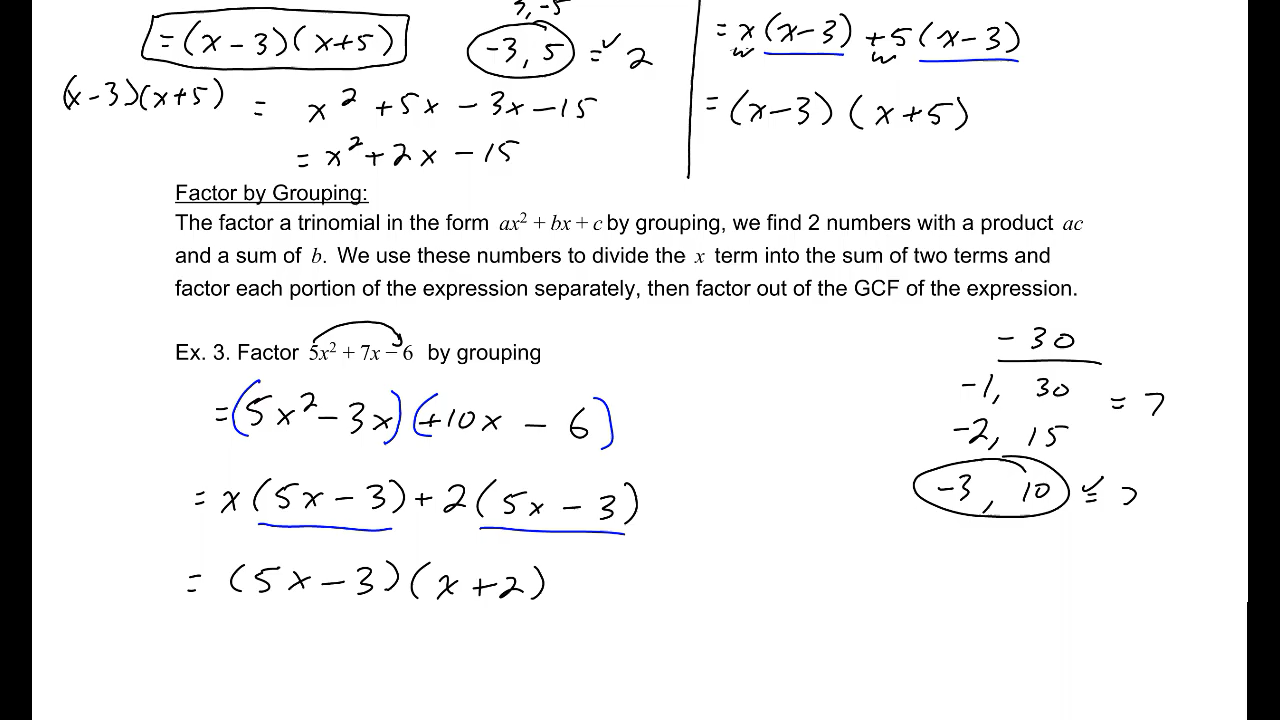 3, -5
= (x - 3)(x + 5)
-3, 5 = 2
(x - 3)(x + 5) = x² + 5x - 3x - 15
= x² + 2x - 15
= x(x - 3) + 5(x - 3)
= (x - 3)(x + 5)
Factor by Grouping:
The factor a trinomial in the form ax² + bx + c by grouping, we find 2 numbers with a product ac
and a sum of b. We use these numbers to divide the x term into the sum of two terms and
factor each portion of the expression separately, then factor out of the GCF of the expression.
Ex. 3. Factor 5x² + 7x − 6 by grouping
= (5x² - 3x)(+10x - 6)
= x(5x - 3) + 2(5x - 3)
= (5x - 3)(x + 2)
- 30
-1, 30
= 7
-2, 15
-3, 10 ✓ =